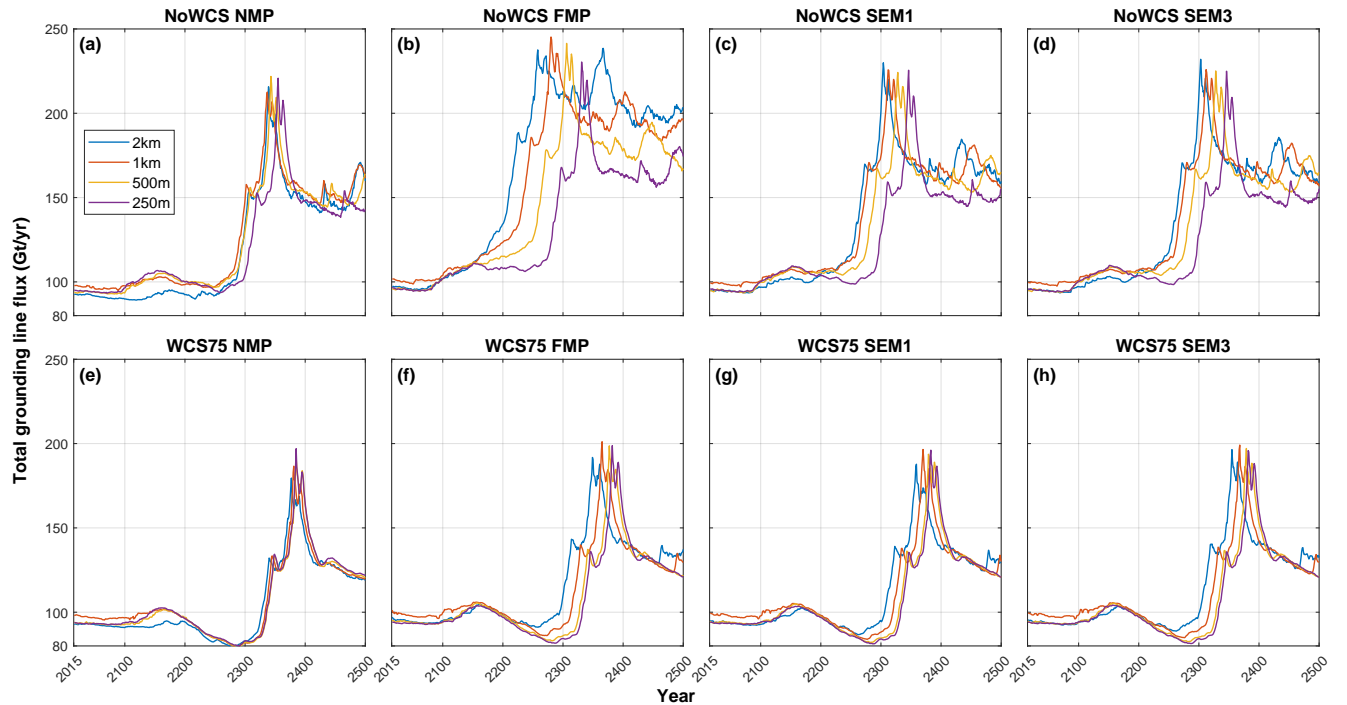 NoWCS NMP NoWCS FMP NoWCS SEM1 NoWCS SEM3
250
(a) (b) (c) (d)
200
2km
1km
500m
250m
150
100
80
Total grounding line flux (Gt/yr)
WCS75 NMP WCS75 FMP WCS75 SEM1 WCS75 SEM3
250
(e) (f) (g) (h)
200
150
100
80
2015 2100 2200 2300 2400 2500 2015 2100 2200 2300 2400 2500 2015 2100 2200 2300 2400 2500 2015 2100 2200 2300 2400 2500
Year